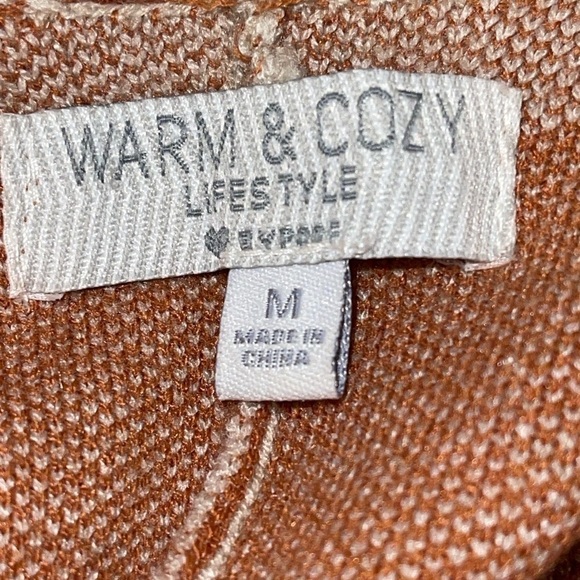 WARM & COZY
LIFESTYLE
M
MADE IN
CHINA